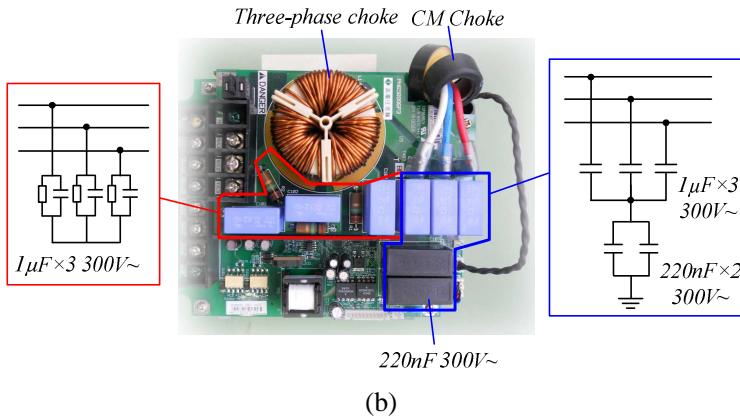 Three-phase choke CM Choke
DANGER
1μF×3 300V~
1μF×3
300V~
220nF×2
300V~
220nF 300V~
(b)